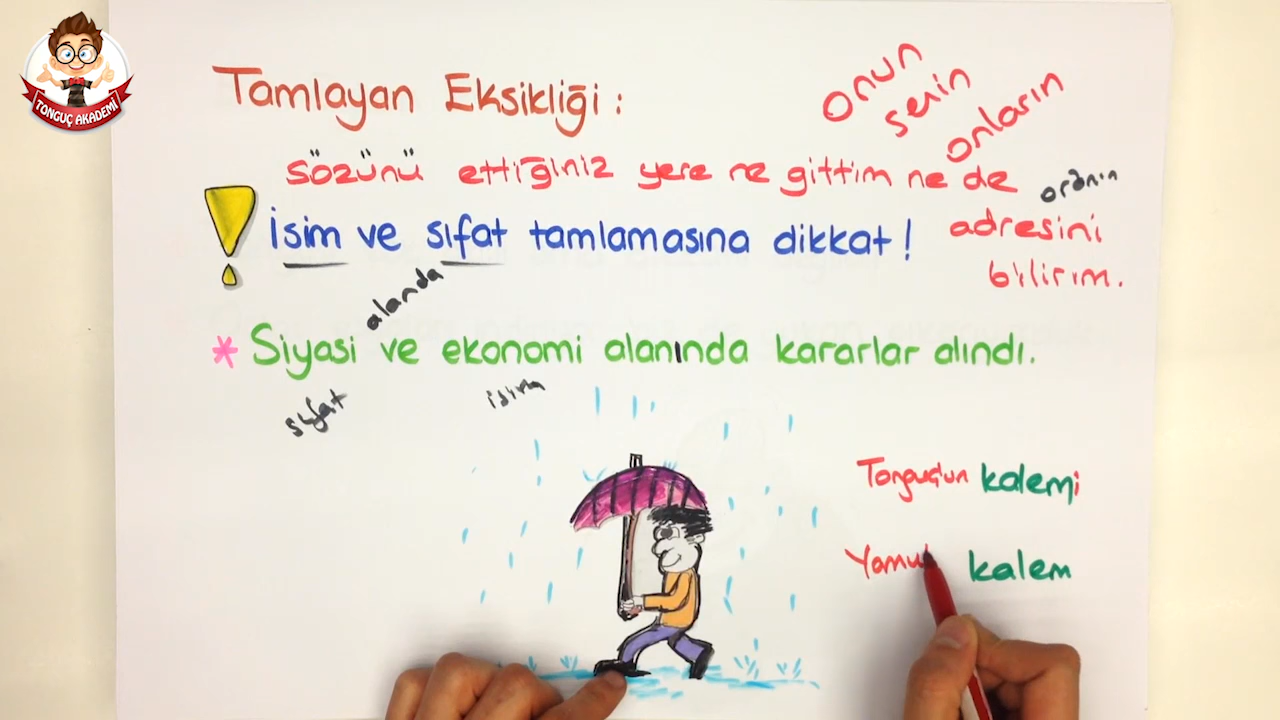 TONGUÇ AKADEMİ
Tamlayan Eksikliği:
onun
senin
onların
sözünü ettiğiniz yere ne gittim ne de
oranın
adresini
bilirim.
! İsim ve sıfat tamlamasına dikkat!
alanda
* Siyasi ve ekonomi alanında kararlar alındı.
sıfat
isim
Tonguç'un kalemi
Yamu kalem